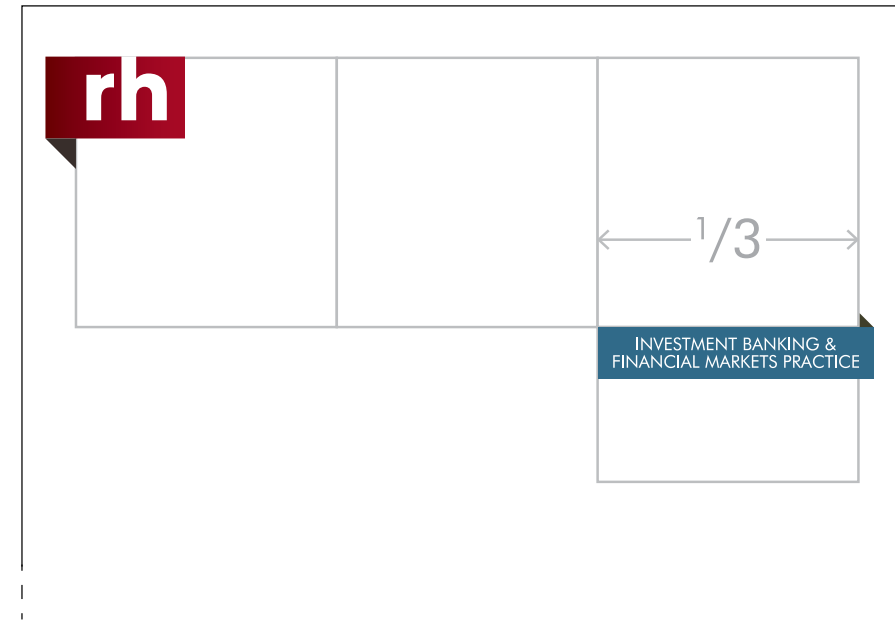 rh
1/3
INVESTMENT BANKING &
FINANCIAL MARKETS PRACTICE